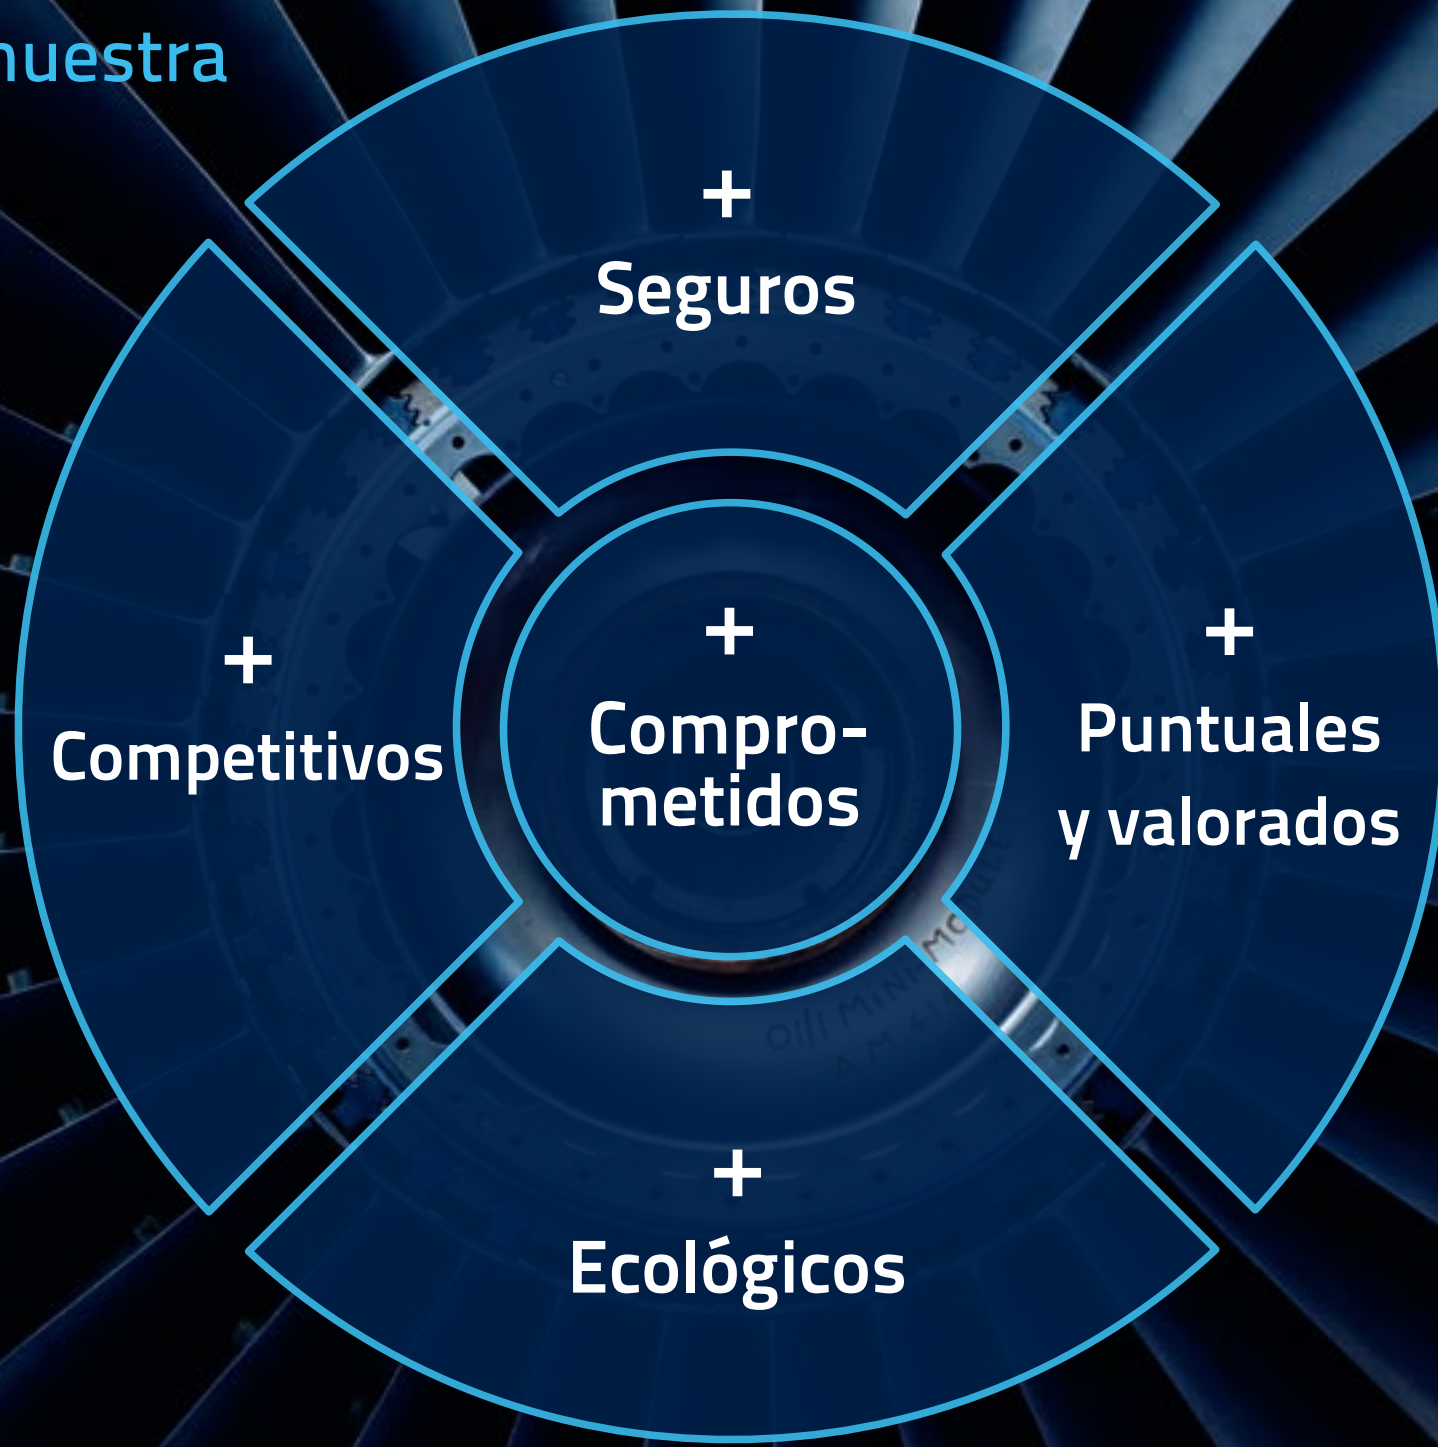 nuestra
+
Seguros
+
Competitivos
+
Compro-
metidos
+
Puntuales
y valorados
+
Ecológicos